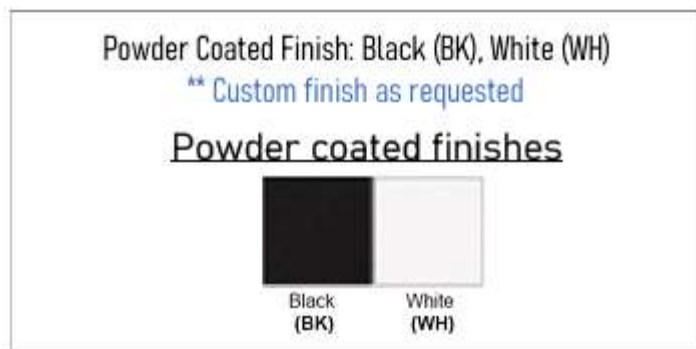 Powder Coated Finish: Black (BK), White (WH)
** Custom finish as requested
Powder coated finishes
Black White
(BK) (WH)